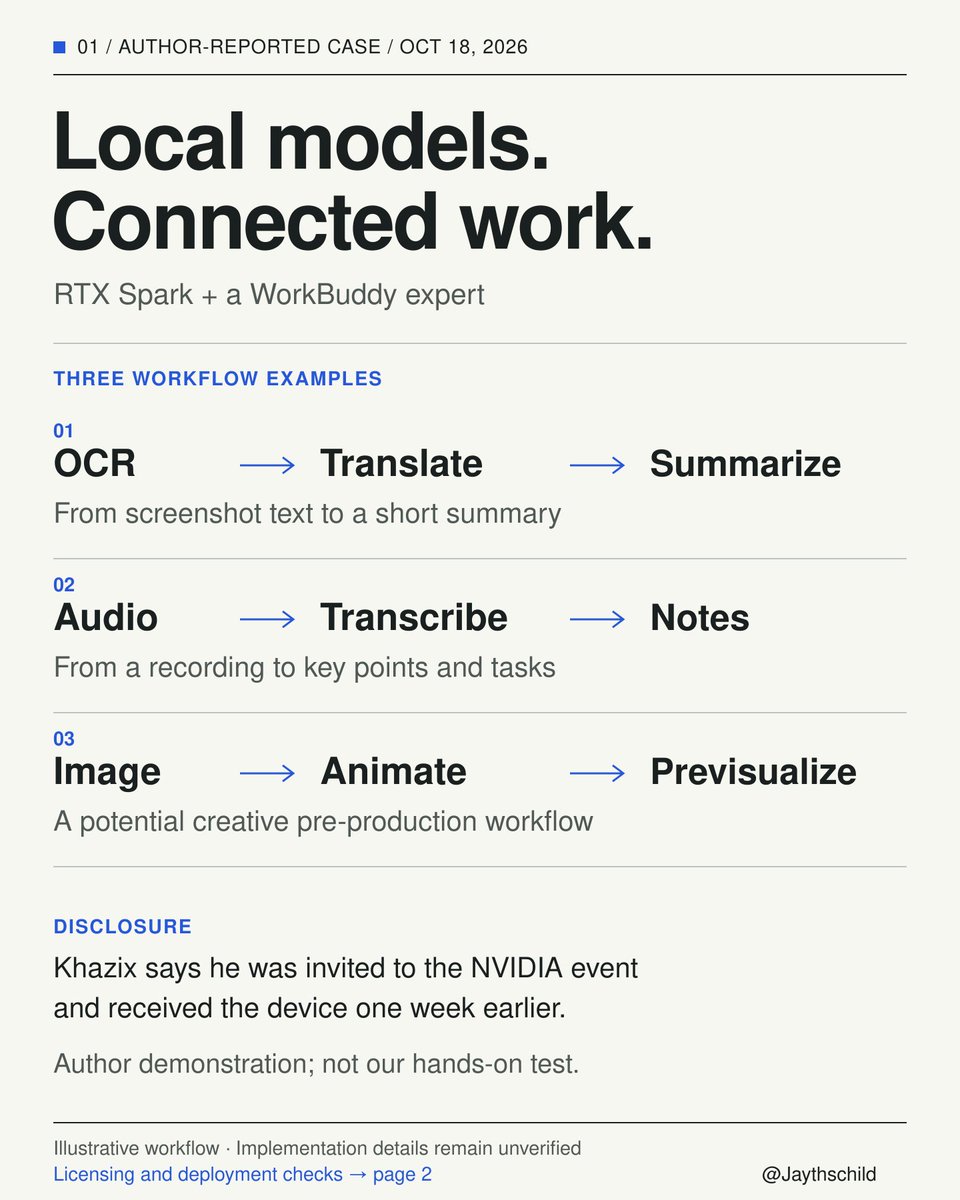 01 / AUTHOR-REPORTED CASE / OCT 18, 2026
Local models.
Connected work.
RTX Spark + a WorkBuddy expert
THREE WORKFLOW EXAMPLES
01
OCR → Translate → Summarize
From screenshot text to a short summary
02
Audio → Transcribe → Notes
From a recording to key points and tasks
03
Image → Animate → Previsualize
A potential creative pre-production workflow
DISCLOSURE
Khazix says he was invited to the NVIDIA event
and received the device one week earlier.
Author demonstration; not our hands-on test.
Illustrative workflow · Implementation details remain unverified
Licensing and deployment checks → page 2
@Jaythschild